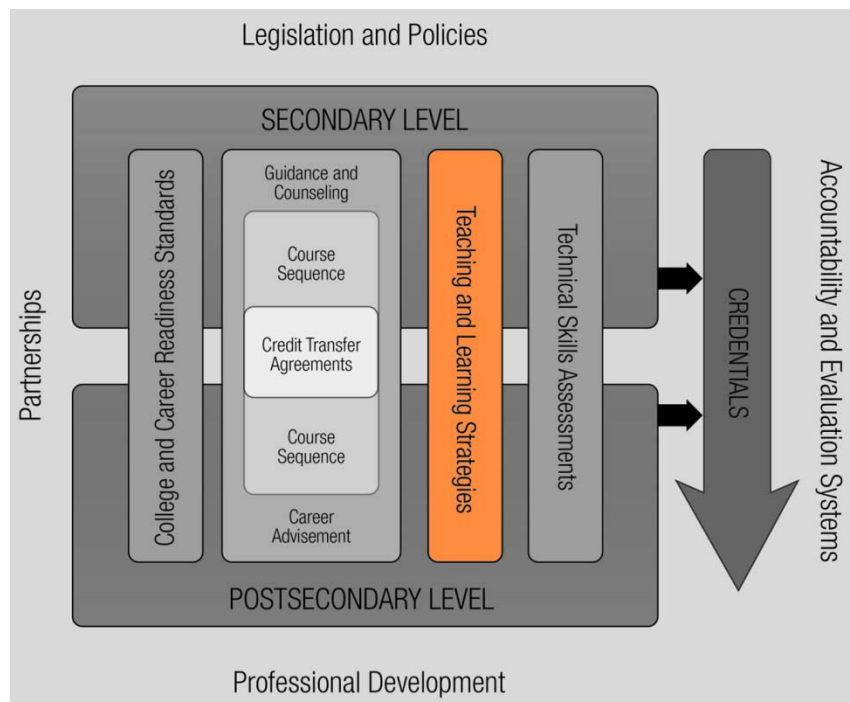 Legislation and Policies
SECONDARY LEVEL
Partnerships
College and Career Readiness Standards
Guidance and
Counseling
Course
Sequence
Credit Transfer
Agreements
Course
Sequence
Career
Advisement
Teaching and Learning Strategies
Technical Skills Assessments
CREDENTIALS
Accountability and Evaluation Systems
POSTSECONDARY LEVEL
Professional Development